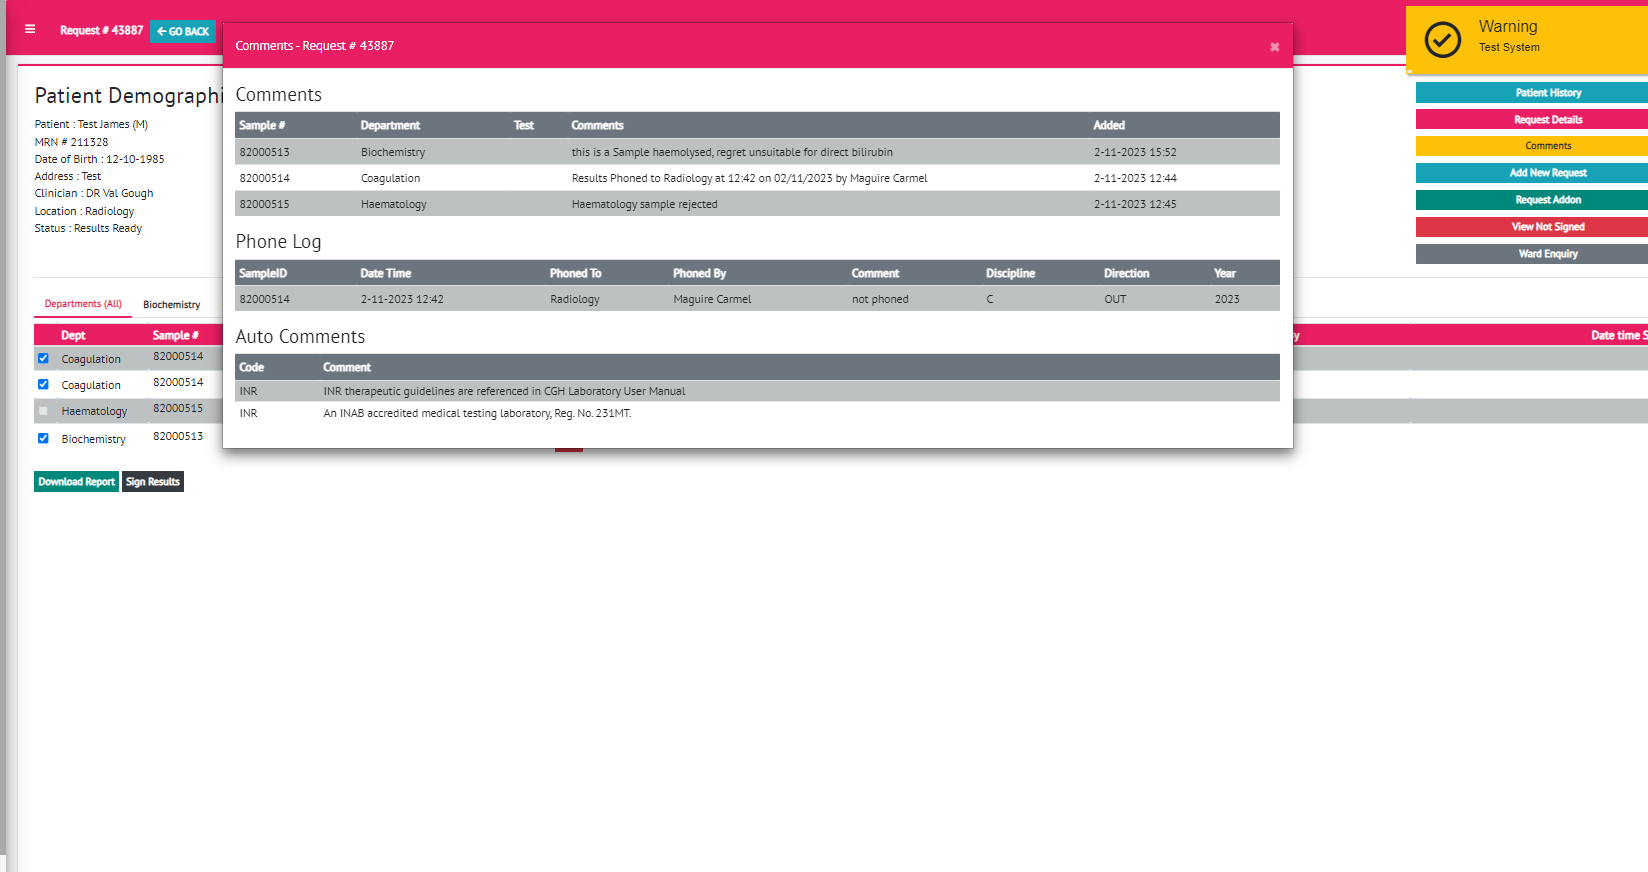 Request # 43887
GO BACK
Comments - Request # 43887
Warning
Test System
Patient Demographi
Patient : Test James (M)
MRN # 211328
Date of Birth : 12-10-1985
Address : Test
Clinician : DR Val Gough
Location : Radiology
Status : Results Ready
Comments
Sample # Department Test Comments Added
82000513 Biochemistry this is a Sample haemolysed, regret unsuitable for direct bilirubin 2-11-2023 15:52
82000514 Coagulation Results Phoned to Radiology at 12:42 on 02/11/2023 by Maguire Carmel 2-11-2023 12:44
82000515 Haematology Haematology sample rejected 2-11-2023 12:45
Phone Log
SampleID Date Time Phoned To Phoned By Comment Discipline Direction Year
82000514 2-11-2023 12:42 Radiology Maguire Carmel not phoned C OUT 2023
Auto Comments
Code Comment
INR INR therapeutic guidelines are referenced in CGH Laboratory User Manual
INR An INAB accredited medical testing laboratory, Reg. No. 231MT.
Patient History
Request Details
Comments
Add New Request
Request Addon
View Not Signed
Ward Enquiry
Departments (All) Biochemistry
Dept Sample # y Date time S
Coagulation 82000514
Coagulation 82000514
Haematology 82000515
Biochemistry 82000513
Download Report Sign Results